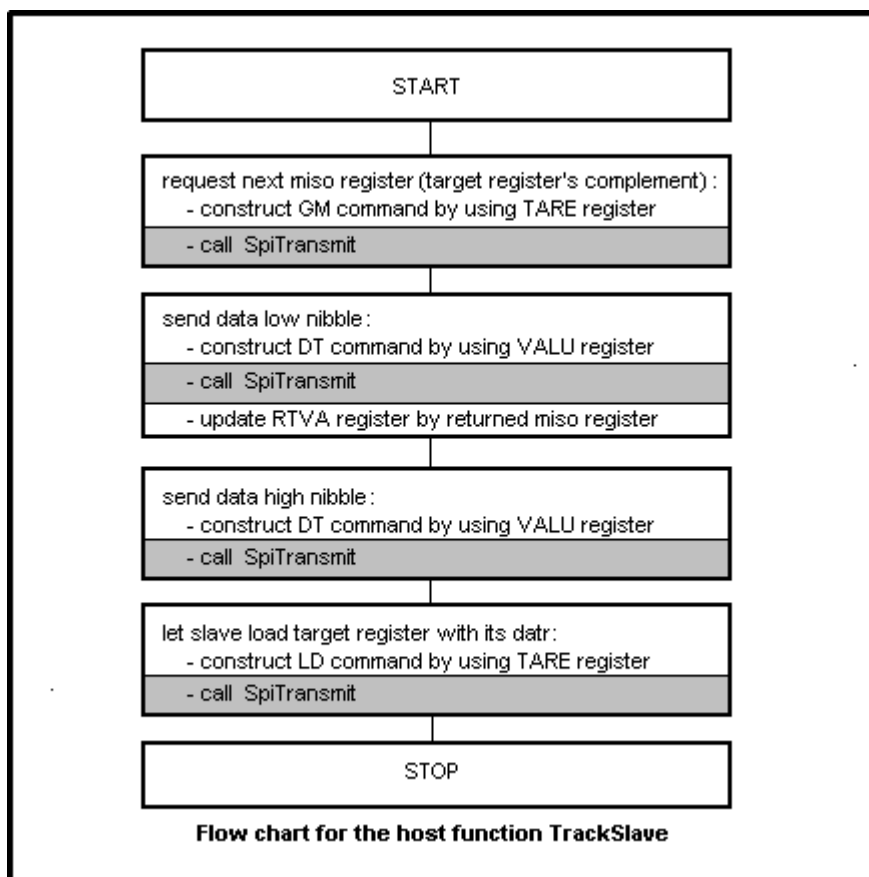 START
request next miso register (target register's complement) :
- construct GM command by using TARE register
- call SpiTransmit
send data low nibble :
- construct DT command by using VALU register
- call SpiTransmit
- update RTVA register by returned miso register
send data high nibble :
- construct DT command by using VALU register
- call SpiTransmit
let slave load target register with its datr:
- construct LD command by using TARE register
- call SpiTransmit
STOP
Flow chart for the host function TrackSlave